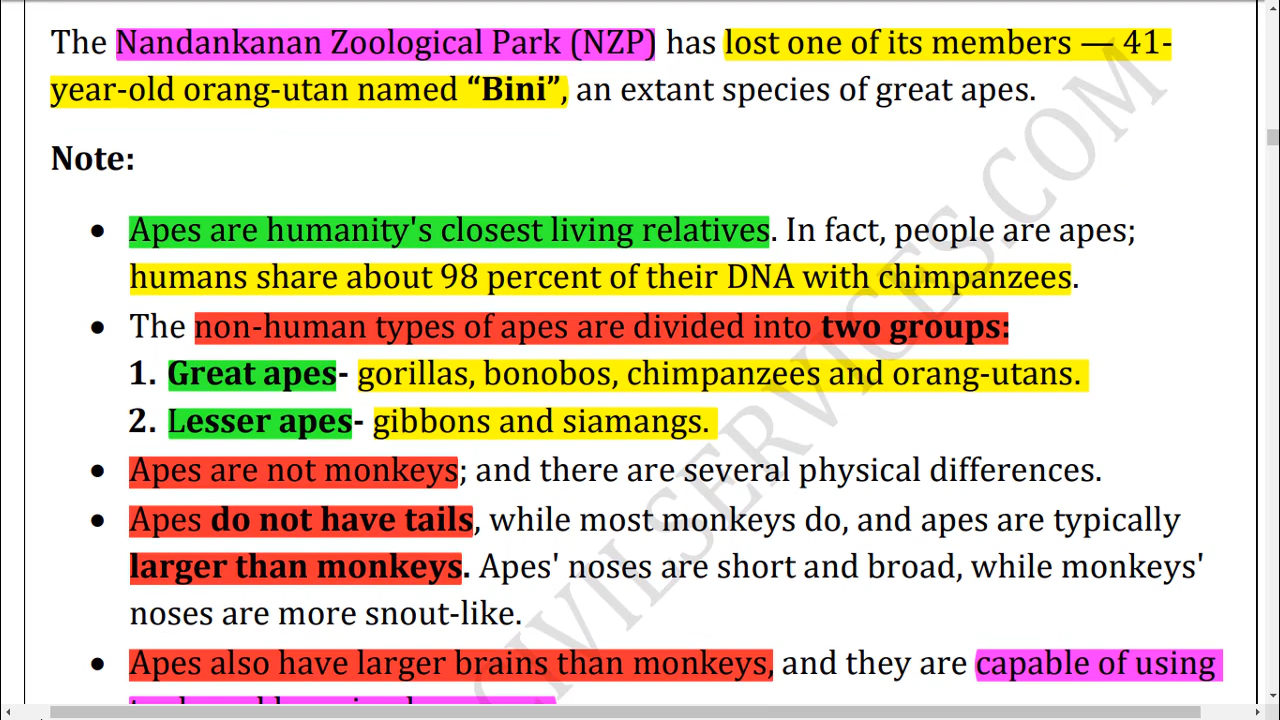 The Nandankanan Zoological Park (NZP) has lost one of its members — 41-
year-old orang-utan named “Bini”, an extant species of great apes.
Note:
• Apes are humanity's closest living relatives. In fact, people are apes;
humans share about 98 percent of their DNA with chimpanzees.
• The non-human types of apes are divided into two groups:
1. Great apes- gorillas, bonobos, chimpanzees and orang-utans.
2. Lesser apes- gibbons and siamangs.
• Apes are not monkeys; and there are several physical differences.
• Apes do not have tails, while most monkeys do, and apes are typically
larger than monkeys. Apes' noses are short and broad, while monkeys'
noses are more snout-like.
• Apes also have larger brains than monkeys, and they are capable of using
CIVILSERVICES.COM